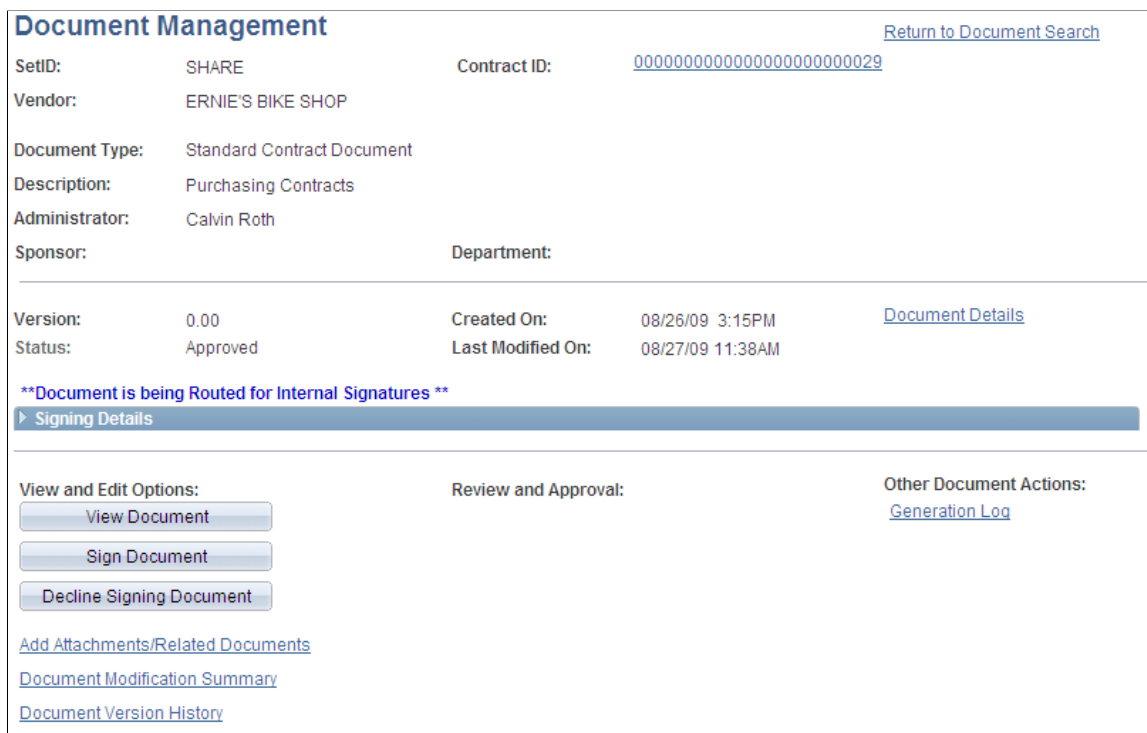 Document Management
Return to Document Search
SetID: SHARE Contract ID: 0000000000000000000000029
Vendor: ERNIE'S BIKE SHOP
Document Type: Standard Contract Document
Description: Purchasing Contracts
Administrator: Calvin Roth
Sponsor: Department:
Version: 0.00 Created On: 08/26/09 3:15PM Document Details
Status: Approved Last Modified On: 08/27/09 11:38AM
**Document is being Routed for Internal Signatures **
Signing Details
View and Edit Options: Review and Approval: Other Document Actions:
View Document Generation Log
Sign Document
Decline Signing Document
Add Attachments/Related Documents
Document Modification Summary
Document Version History